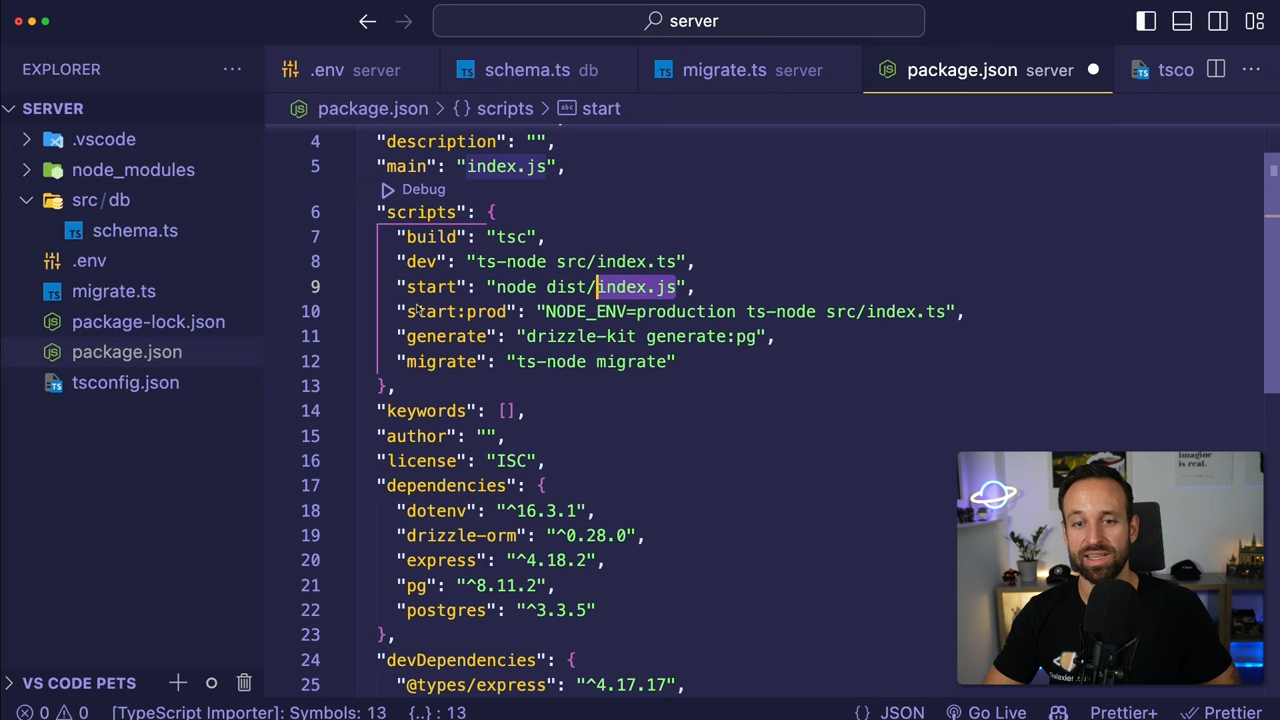 server
EXPLORER
.env server
schema.ts db
migrate.ts server
package.json server
tsco
SERVER
package.json > {} scripts > start
.vscode
node_modules
src/db
schema.ts
.env
migrate.ts
package-lock.json
package.json
tsconfig.json
4 "description": "",
5 "main": "index.js",
Debug
6 "scripts": {
7 "build": "tsc",
8 "dev": "ts-node src/index.ts",
9 "start": "node dist/index.js",
10 "start:prod": "NODE_ENV=production ts-node src/index.ts",
11 "generate": "drizzle-kit generate:pg",
12 "migrate": "ts-node migrate"
13 },
14 "keywords": [],
15 "author": "",
16 "license": "ISC",
17 "dependencies": {
18 "dotenv": "^16.3.1",
19 "drizzle-orm": "^0.28.0",
20 "express": "^4.18.2",
21 "pg": "^8.11.2",
22 "postgres": "^3.3.5"
23 },
24 "devDependencies": {
25 "@types/express": "^4.17.17",
imagine
is real.
VS CODE PETS
0 0 [TypeScript Importer]: Symbols: 13 {..} : 13 {} JSON Go Live Prettier+ Prettier